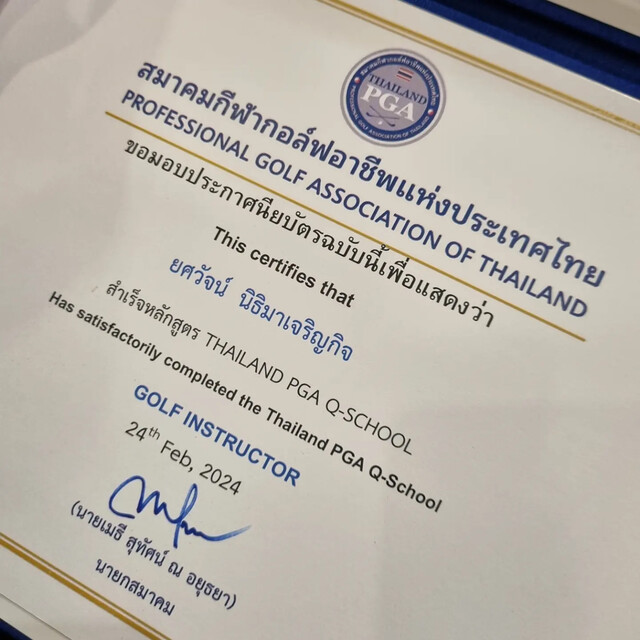 THAILAND
PGA
สมาคมกีฬากอล์ฟอาชีพแห่งประเทศไทย
PROFESSIONAL GOLF ASSOCIATION OF THAILAND
ขอมอบประกาศนียบัตรฉบับนี้เพื่อแสดงว่า
This certifies that
ยศวัจน์ นิธิมาเจริญกิจ
สำเร็จหลักสูตร THAILAND PGA Q-SCHOOL
Has satisfactorily completed the Thailand PGA Q-School
GOLF INSTRUCTOR
24th Feb, 2024
(นายเมธี สุทัศน์ ณ อยุธยา)
นายกสมาคม